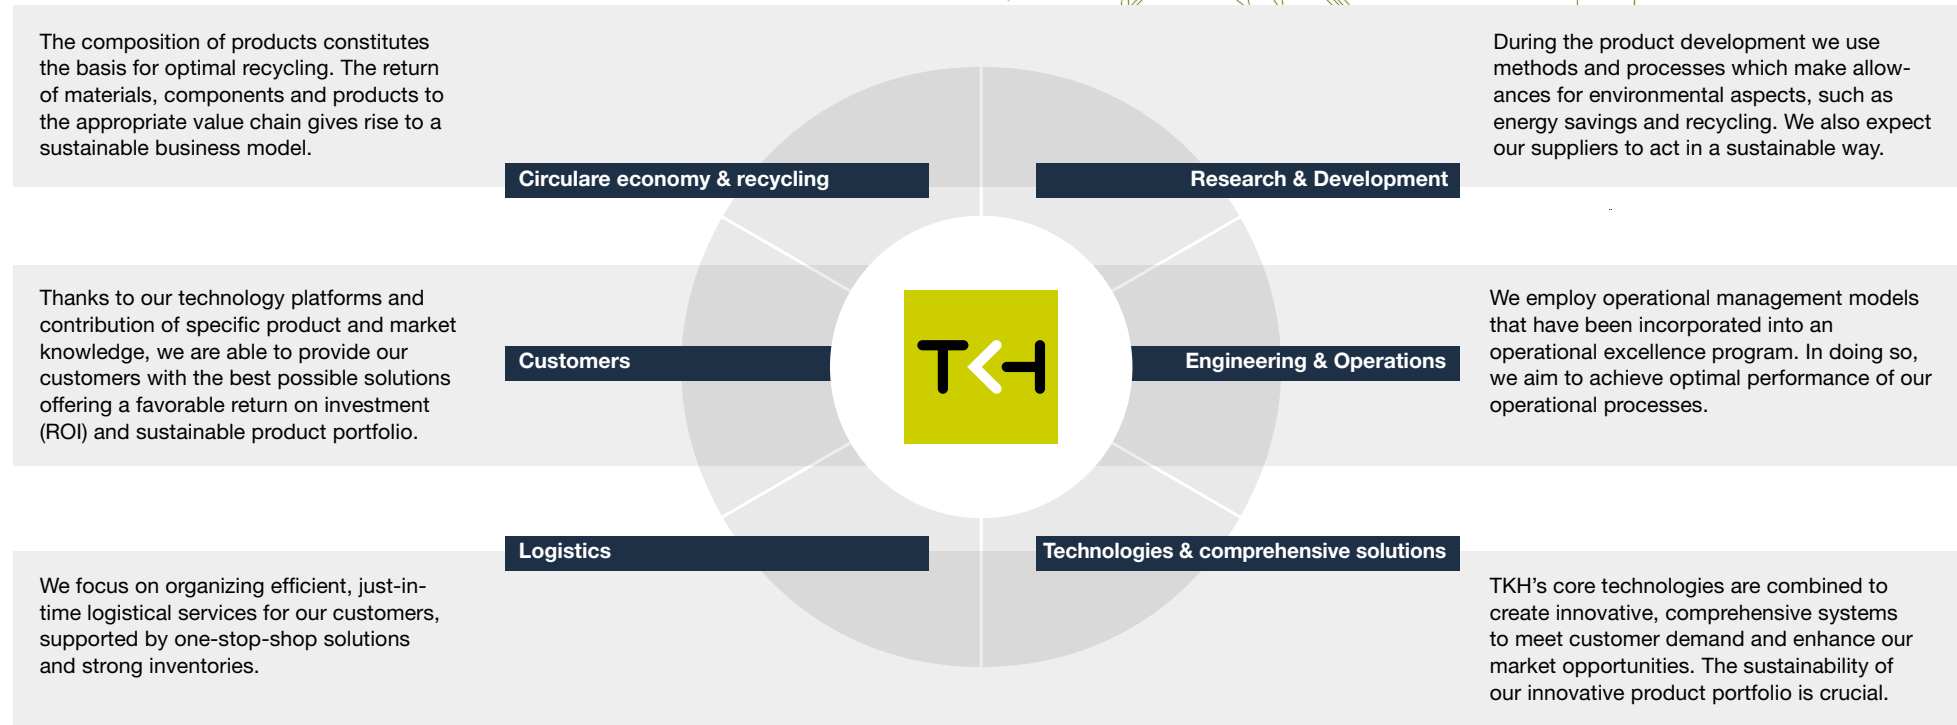 The composition of products constitutes
the basis for optimal recycling. The return
of materials, components and products to
the appropriate value chain gives rise to a
sustainable business model.
Circulare economy & recycling
During the product development we use
methods and processes which make allow-
ances for environmental aspects, such as
energy savings and recycling. We also expect
our suppliers to act in a sustainable way.
Research & Development
Thanks to our technology platforms and
contribution of specific product and market
knowledge, we are able to provide our
customers with the best possible solutions
offering a favorable return on investment
(ROI) and sustainable product portfolio.
Customers
TKH
Engineering & Operations
We employ operational management models
that have been incorporated into an
operational excellence program. In doing so,
we aim to achieve optimal performance of our
operational processes.
Logistics
We focus on organizing efficient, just-in-
time logistical services for our customers,
supported by one-stop-shop solutions
and strong inventories.
Technologies & comprehensive solutions
TKH’s core technologies are combined to
create innovative, comprehensive systems
to meet customer demand and enhance our
market opportunities. The sustainability of
our innovative product portfolio is crucial.